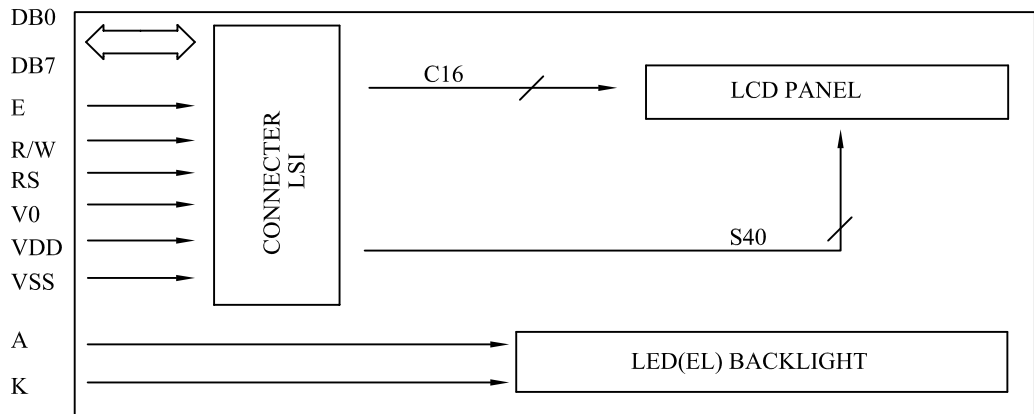 DB0
DB7
E
R/W
RS
V0
VDD
VSS
A
K
CONNECTER
LSI
C16
LCD PANEL
S40
LED(EL) BACKLIGHT